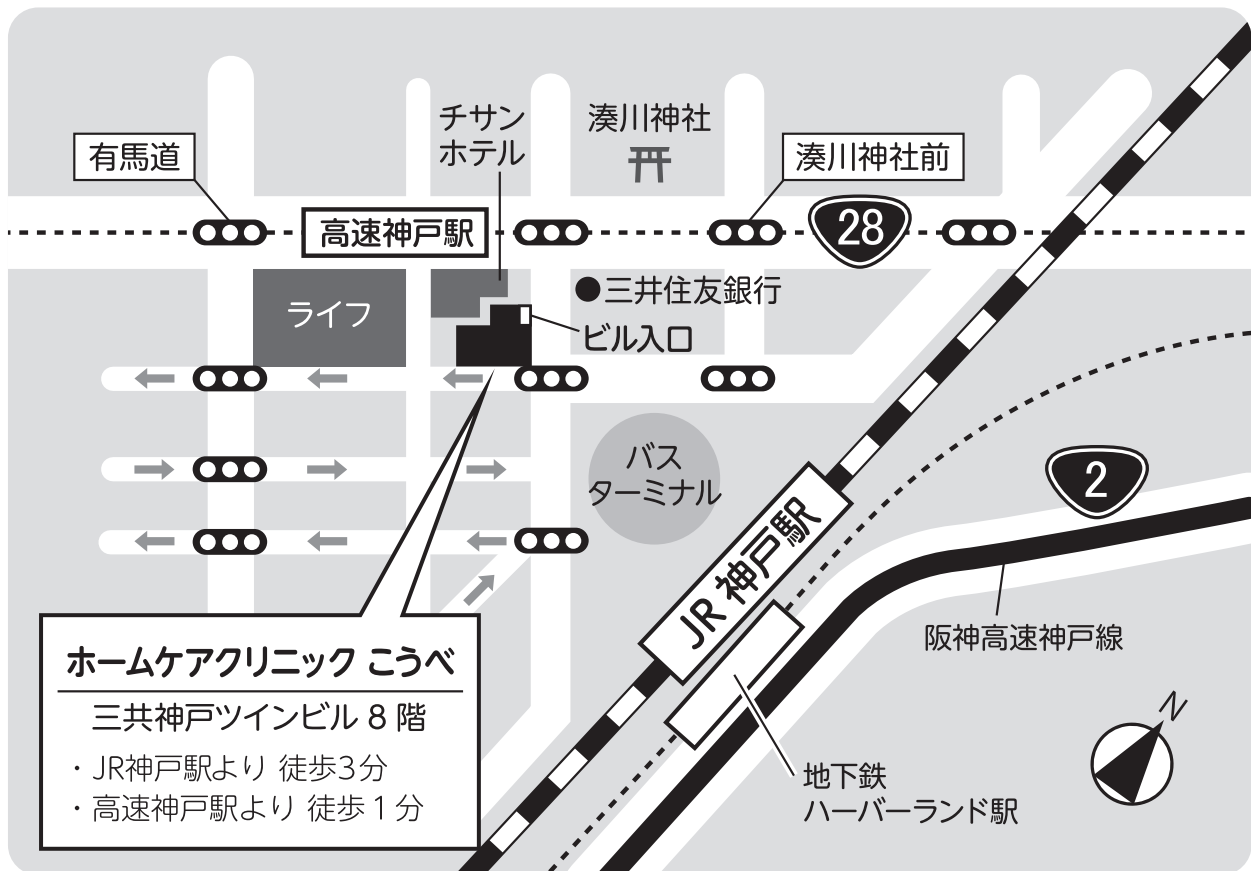 チサン
ホテル
湊川神社
有馬道
湊川神社前
高速神戸駅
28
ライフ
●三井住友銀行
ビル入口
バス
ターミナル
2
JR 神戸駅
阪神高速神戸線
ホームケアクリニック こうべ
三共神戸ツインビル 8 階
・JR神戸駅より 徒歩3分
・高速神戸駅より 徒歩1分
地下鉄
ハーバーランド駅
N